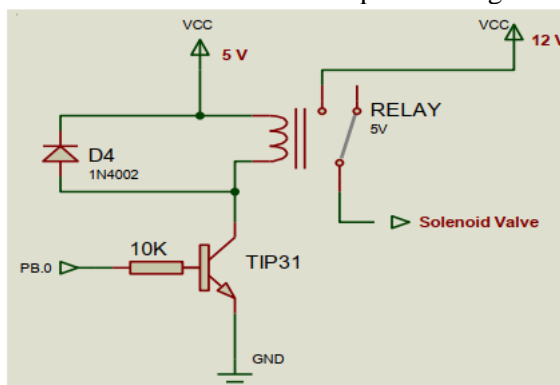 VCC
5 V
VCC
12 V
D4
1N4002
RELAY
5V
Solenoid Valve
10K
PB.0
TIP31
GND